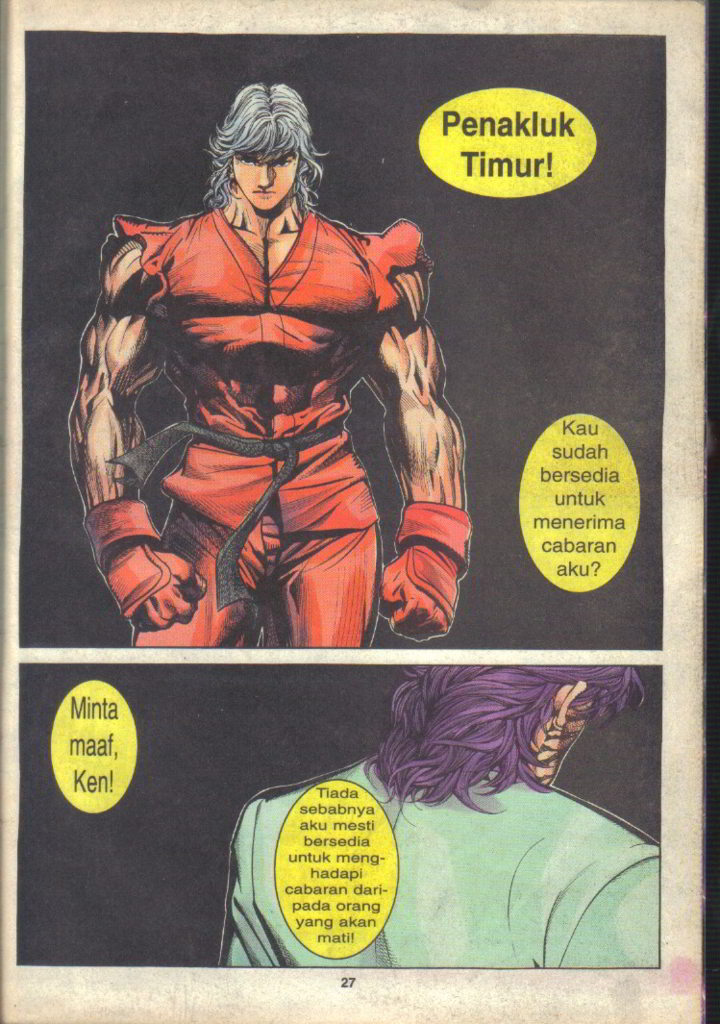 Penakluk
Timur!
Kau
sudah
bersedia
untuk
menerima
cabaran
aku?
Minta
maaf,
Ken!
Tiada
sebabnya
aku mesti
bersedia
untuk meng-
hadapi
cabaran dari-
pada orang
yang akan
mati!
27